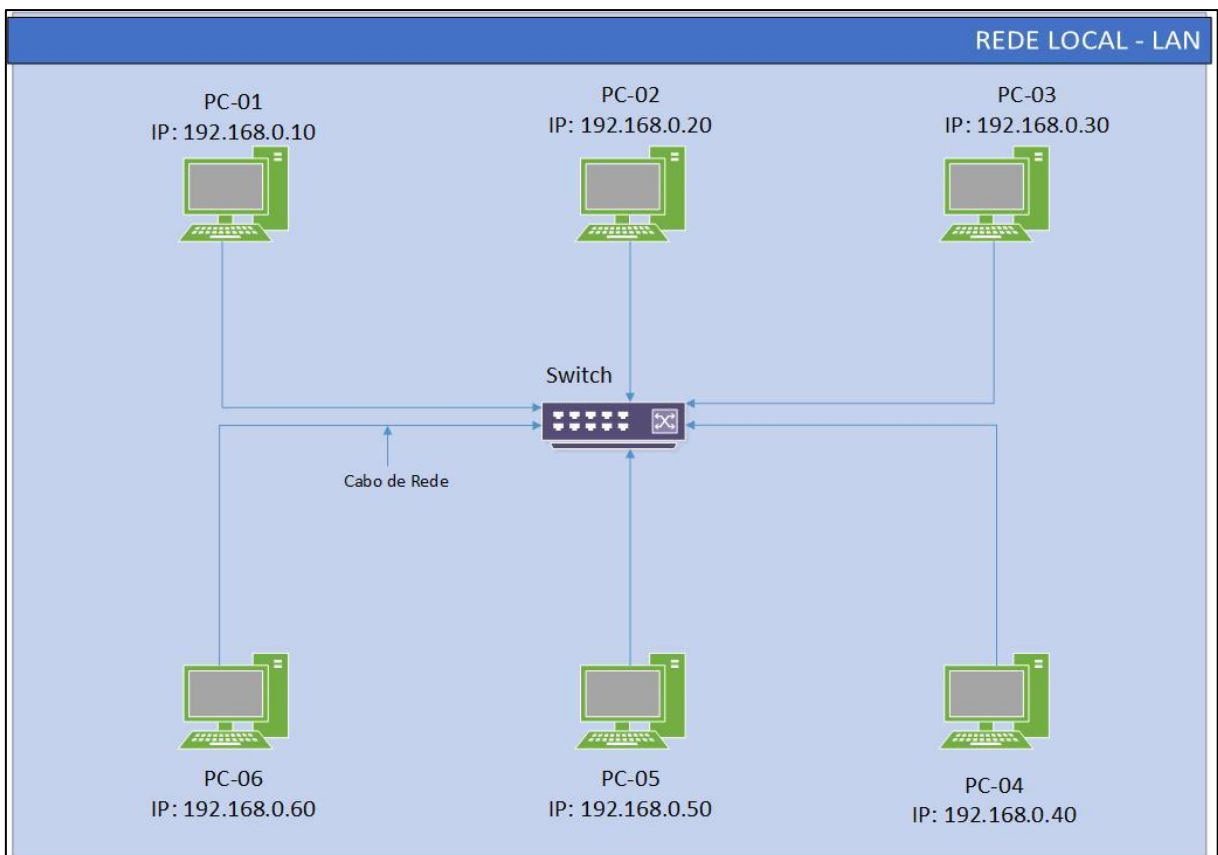 REDE LOCAL - LAN
PC-01
IP: 192.168.0.10
PC-02
IP: 192.168.0.20
PC-03
IP: 192.168.0.30
Switch
Cabo de Rede
PC-06
IP: 192.168.0.60
PC-05
IP: 192.168.0.50
PC-04
IP: 192.168.0.40